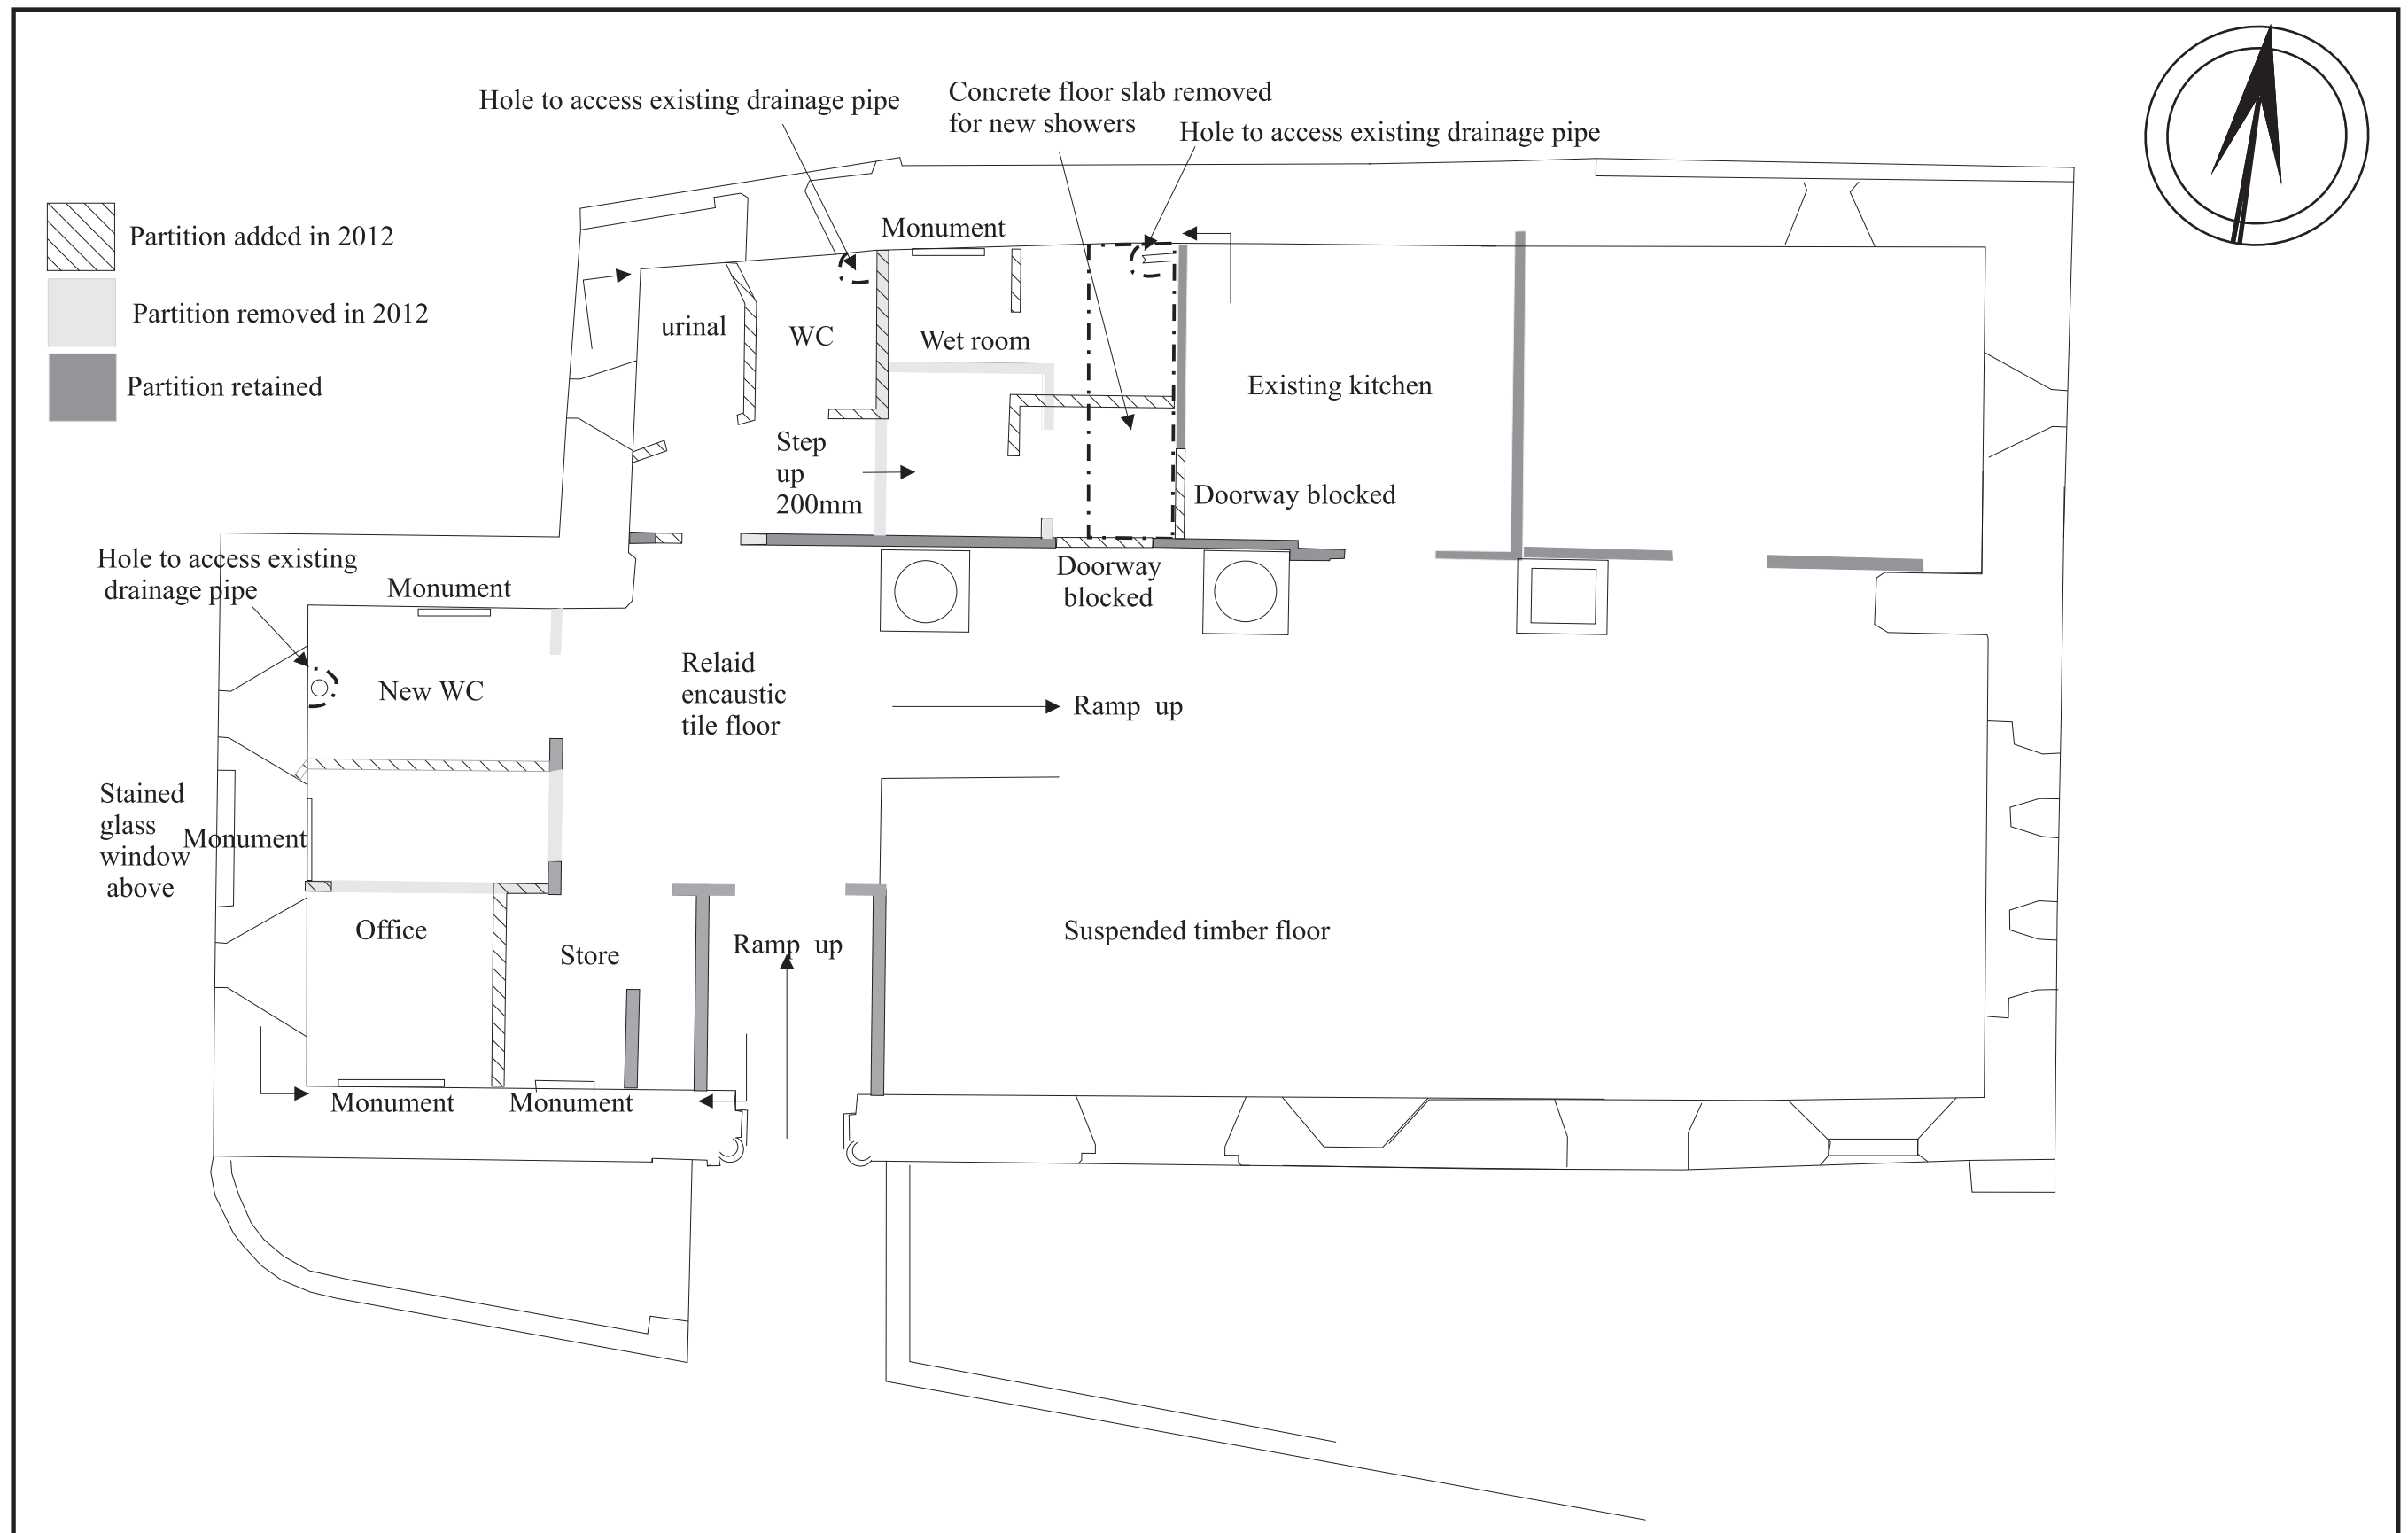 Hole to access existing drainage pipe
Concrete floor slab removed
for new showers
Hole to access existing drainage pipe
Partition added in 2012
Partition removed in 2012
Partition retained
Monument
urinal
WC
Wet room
Existing kitchen
Step
up
200mm
Doorway blocked
Doorway
blocked
Hole to access existing
drainage pipe
Monument
New WC
Relaid
encaustic
tile floor
Ramp up
Stained
glass
window
above
Monument
Office
Store
Ramp up
Suspended timber floor
Monument
Monument